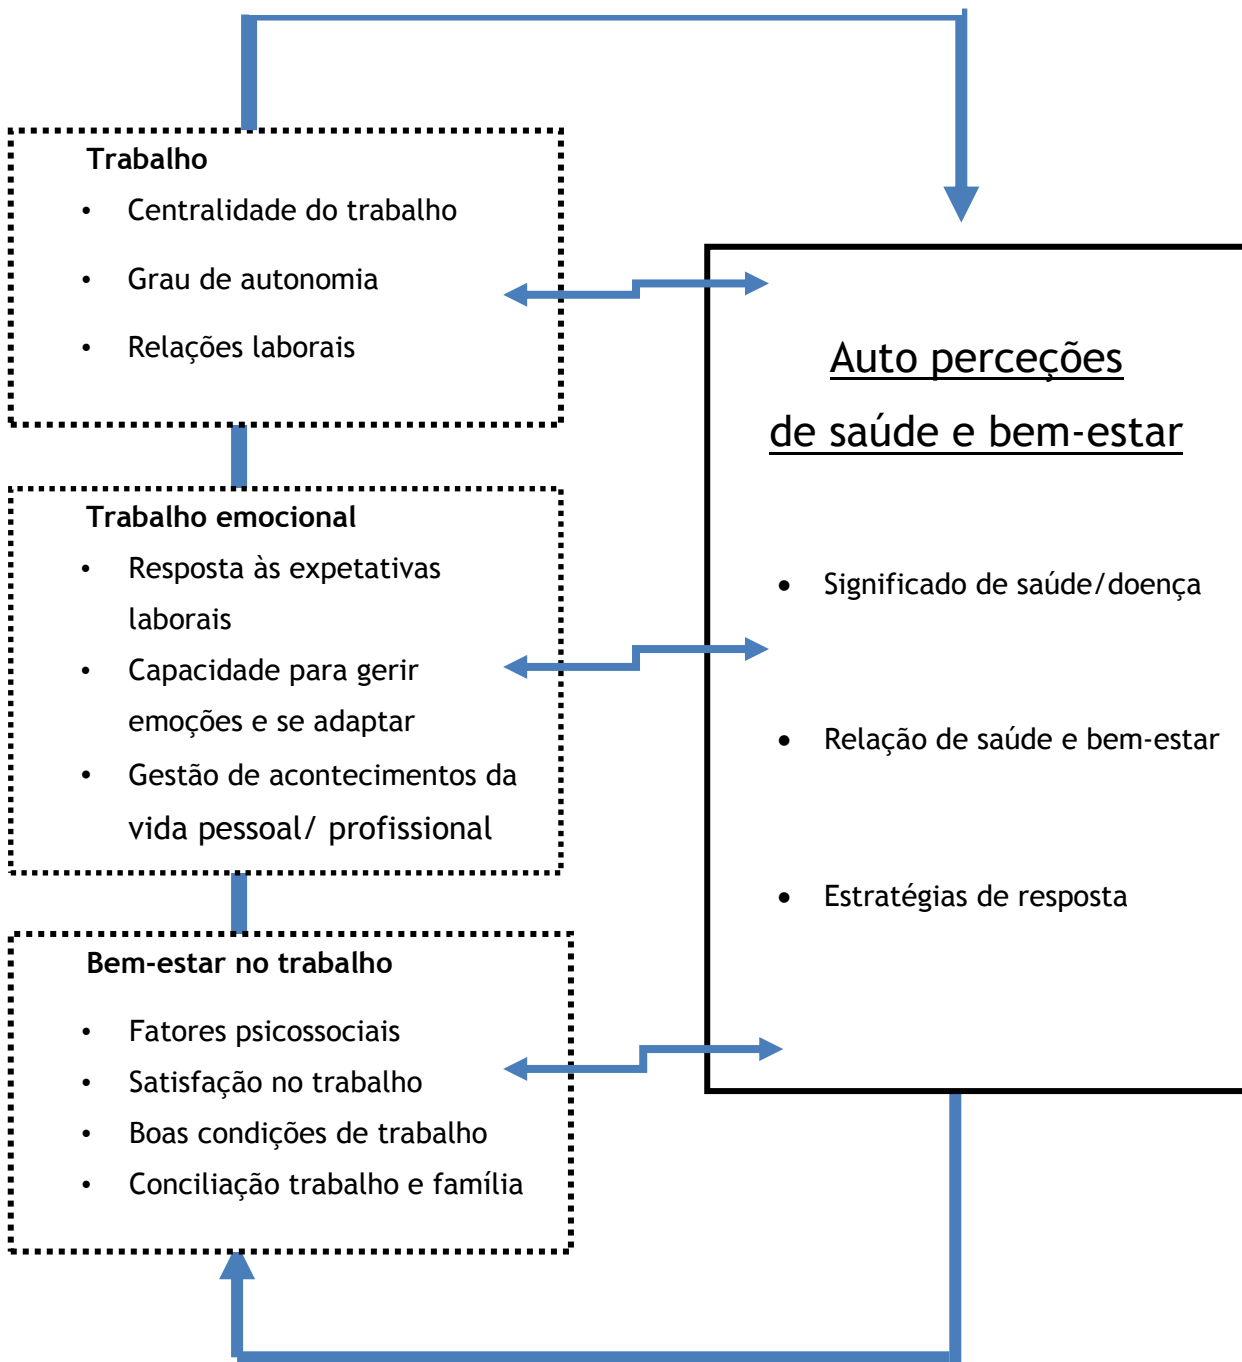 Trabalho
• Centralidade do trabalho
• Grau de autonomia
• Relações laborais
Trabalho emocional
• Resposta às expetativas
laborais
• Capacidade para gerir
emoções e se adaptar
• Gestão de acontecimentos da
vida pessoal/ profissional
Bem-estar no trabalho
• Fatores psicossociais
• Satisfação no trabalho
• Boas condições de trabalho
• Conciliação trabalho e família
Auto perceções
de saúde e bem-estar
• Significado de saúde/doença
• Relação de saúde e bem-estar
• Estratégias de resposta